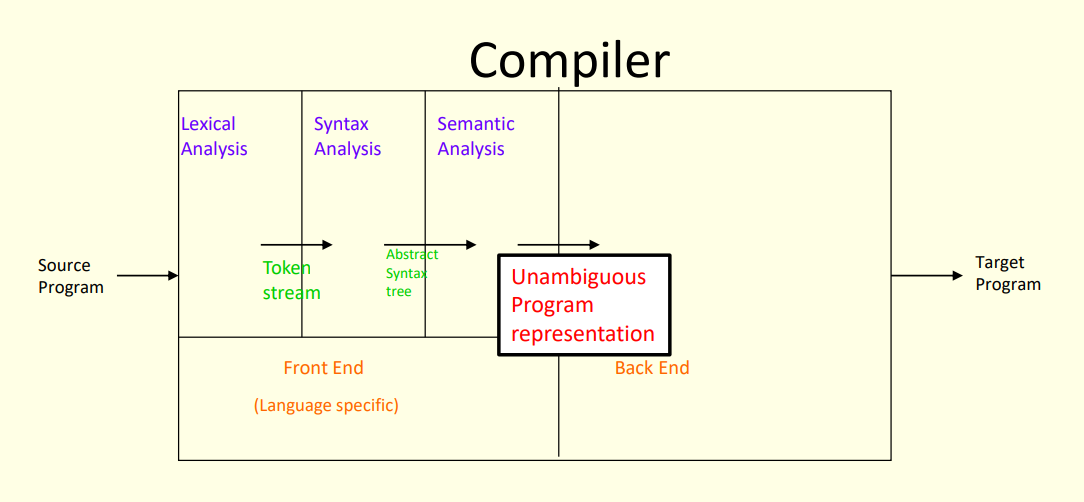 Compiler
Lexical
Analysis
Syntax
Analysis
Semantic
Analysis
Source
Program
Token
stream
Abstract
Syntax
tree
Unambiguous
Program
representation
Target
Program
Front End
(Language specific)
Back End